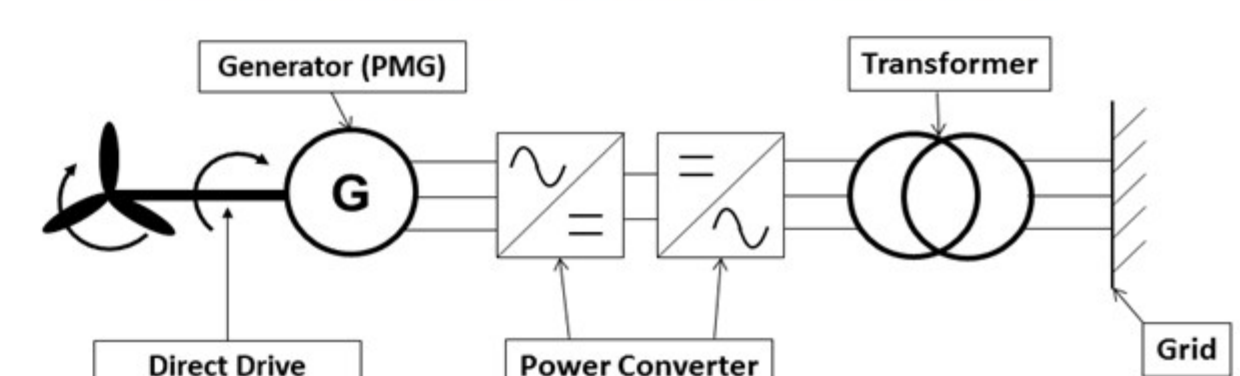 Generator (PMG)
Transformer
G
Direct Drive
Power Converter
Grid